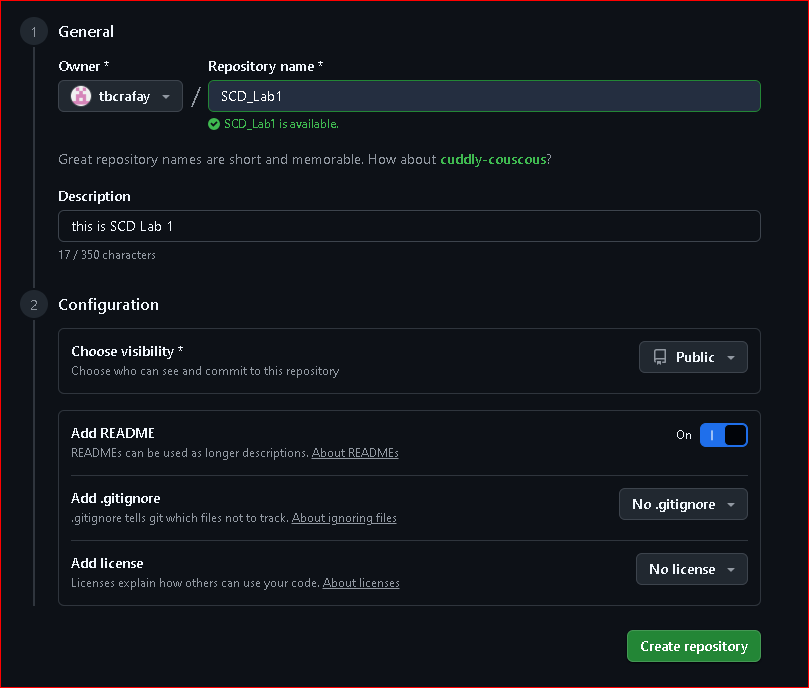 1 General
Owner * Repository name *
tbcrafay / SCD_Lab1
SCD_Lab1 is available.
Great repository names are short and memorable. How about cuddly-couscous?
Description
this is SCD Lab 1
17 / 350 characters
2 Configuration
Choose visibility *
Choose who can see and commit to this repository
Public
Add README
READMEs can be used as longer descriptions. About READMEs
On
Add .gitignore
.gitignore tells git which files not to track. About ignoring files
No .gitignore
Add license
Licenses explain how others can use your code. About licenses
No license
Create repository